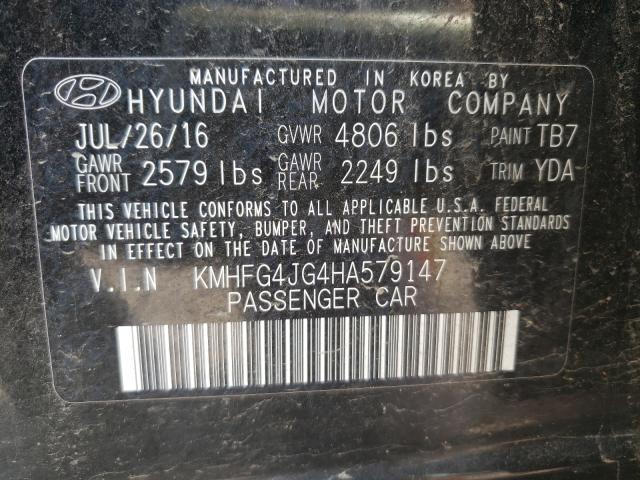 MANUFACTURED IN KOREA BY
HYUNDAI MOTOR COMPANY
JUL/26/16 GVWR 4806 lbs PAINT TB7
GAWR FRONT 2579 lbs GAWR REAR 2249 lbs TRIM YDA
THIS VEHICLE CONFORMS TO ALL APPLICABLE U.S.A. FEDERAL
MOTOR VEHICLE SAFETY, BUMPER, AND THEFT PREVENTION STANDARDS
IN EFFECT ON THE DATE OF MANUFACTURE SHOWN ABOVE.
V.I.N KMHFG4JG4HA579147
PASSENGER CAR